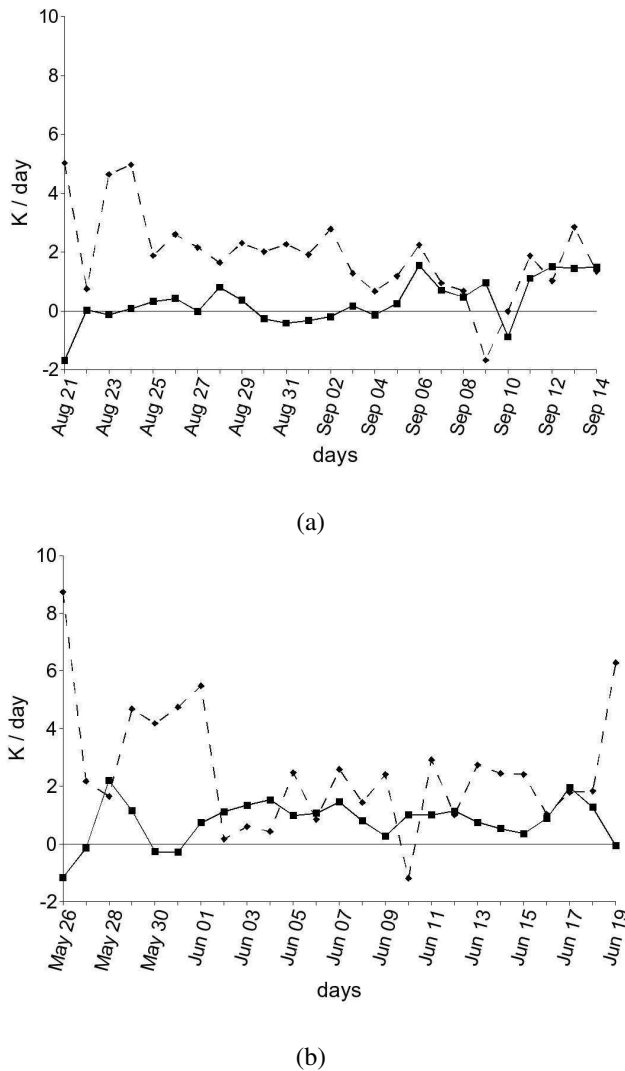 10
8
6
4
2
0
-2
K / day
Aug 21
Aug 23
Aug 25
Aug 27
Aug 29
Aug 31
Sep 02
Sep 04
Sep 06
Sep 08
Sep 10
Sep 12
Sep 14
days
(a)
10
8
6
4
2
0
-2
K / day
May 26
May 28
May 30
Jun 01
Jun 03
Jun 05
Jun 07
Jun 09
Jun 11
Jun 13
Jun 15
Jun 17
Jun 19
days
(b)